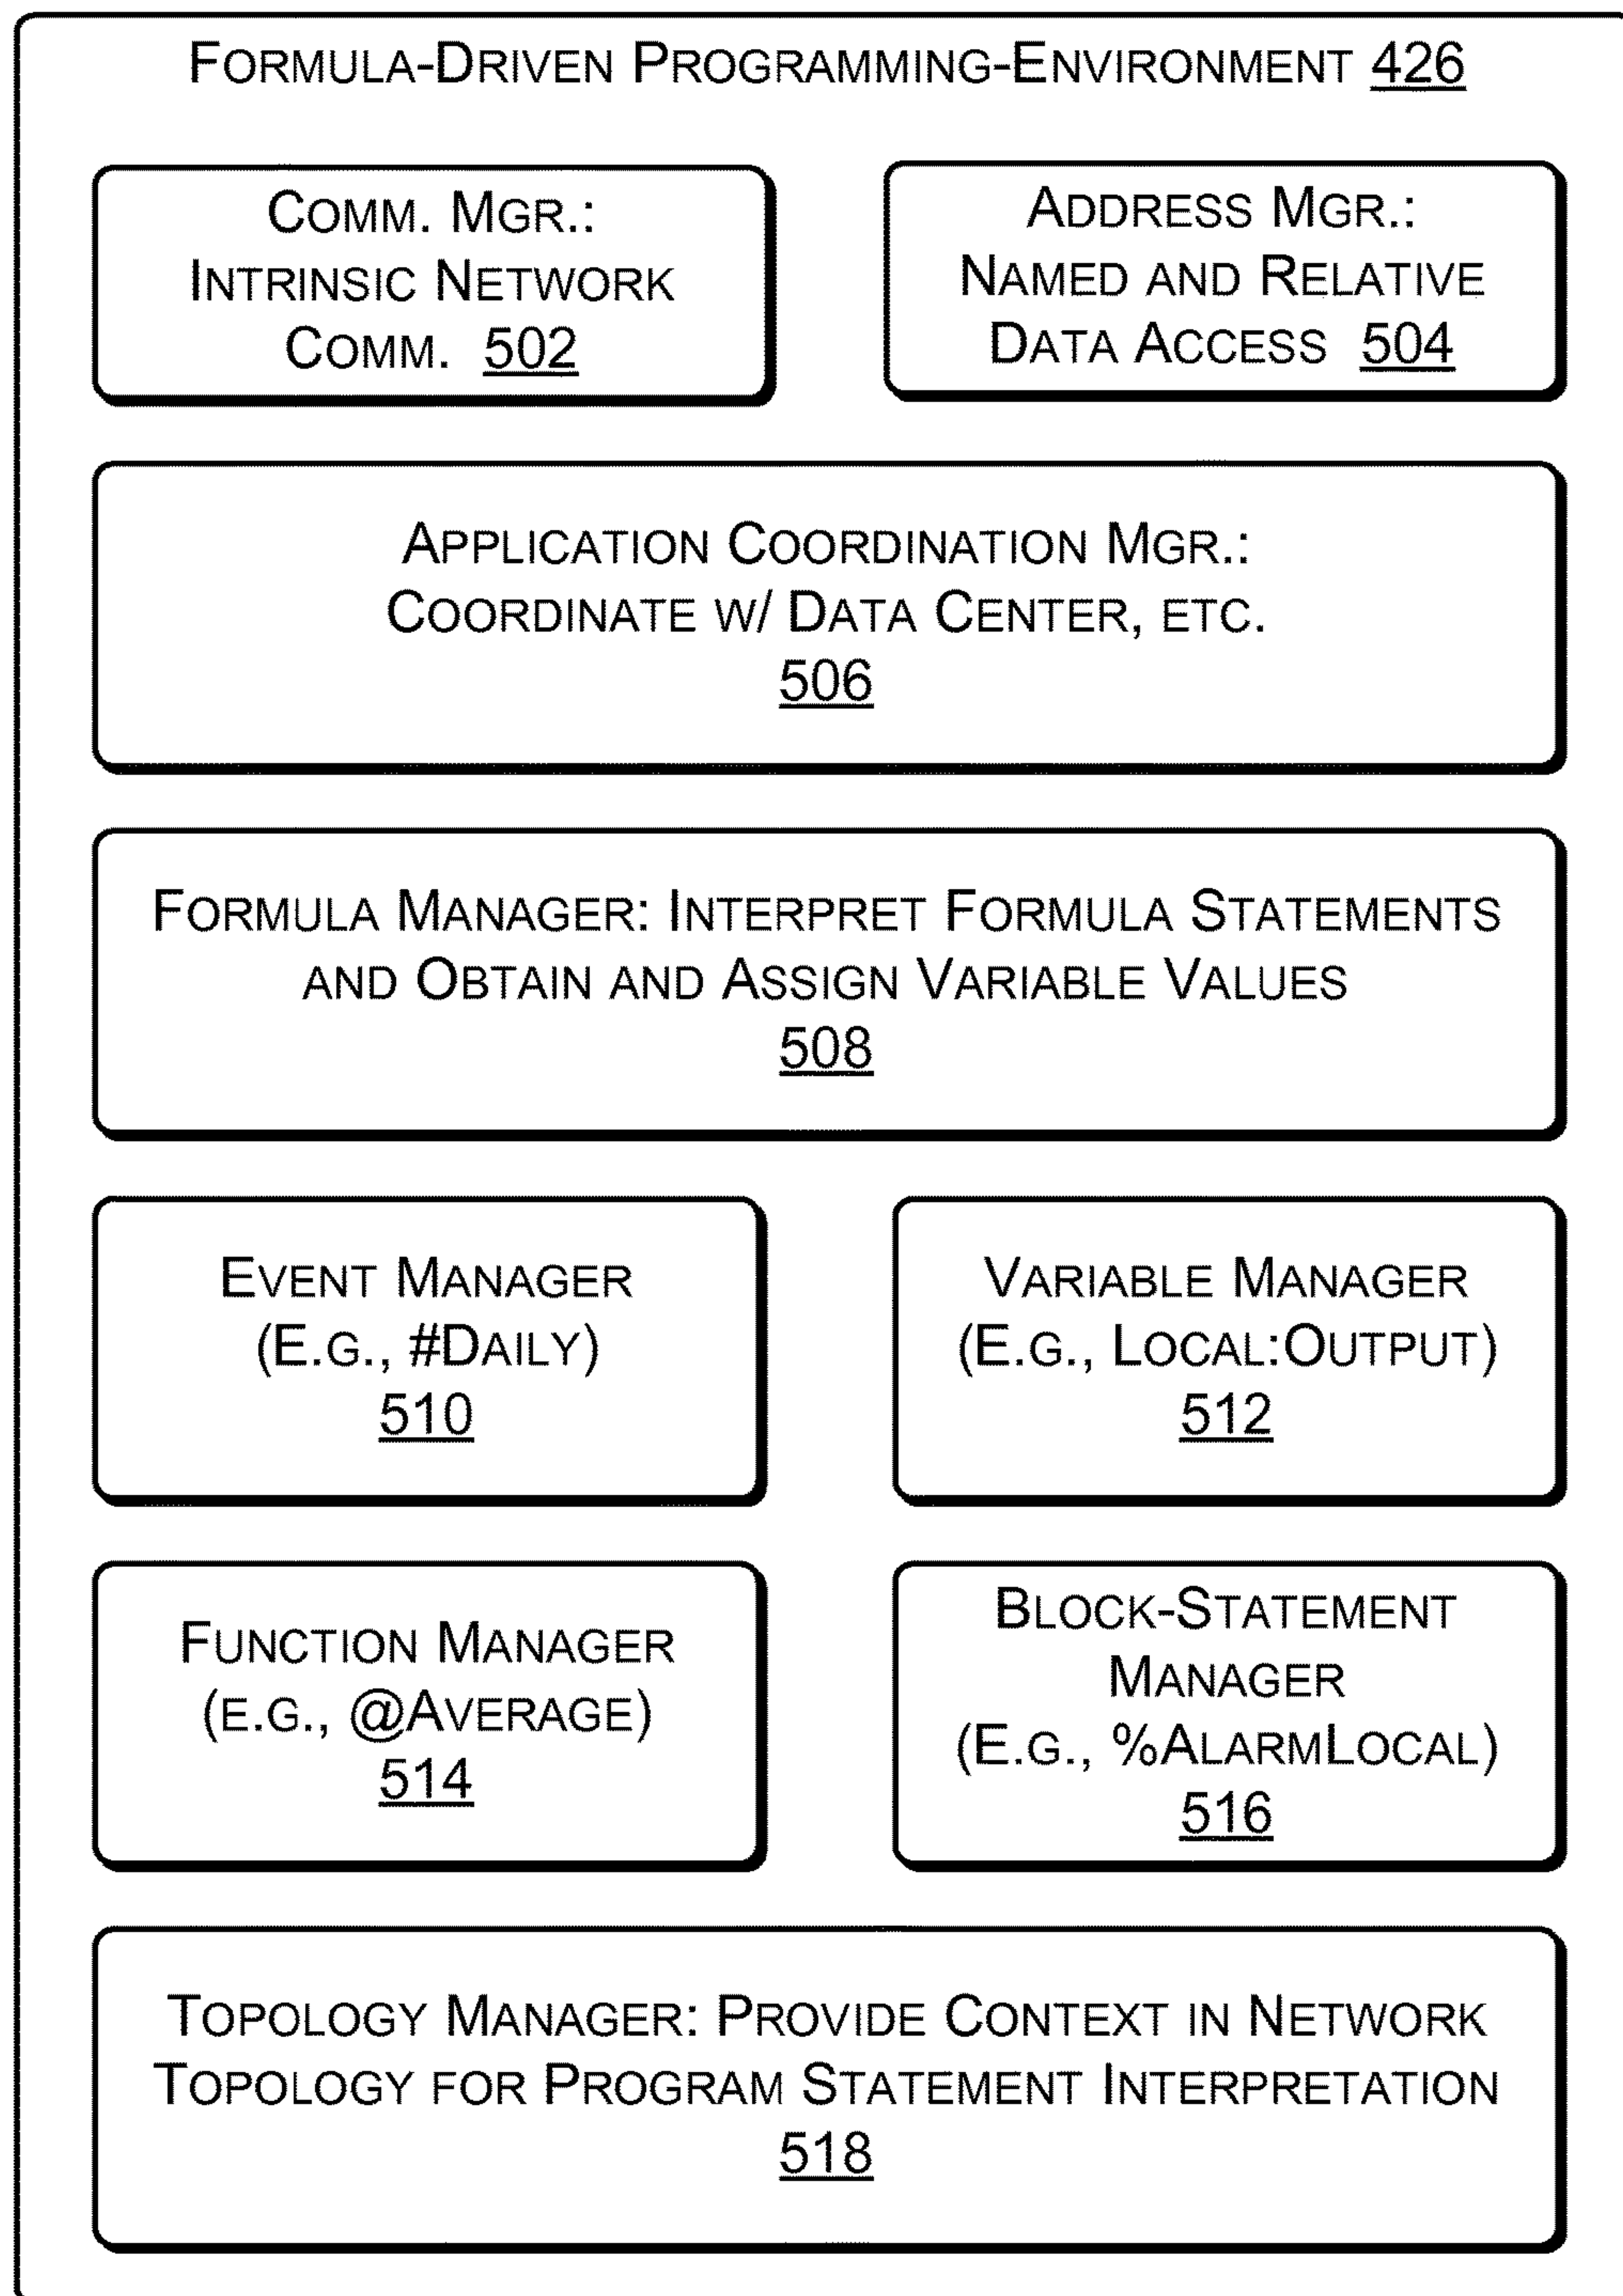 FORMULA-DRIVEN PROGRAMMING-ENVIRONMENT 426
COMM. MGR.:
INTRINSIC NETWORK
COMM. 502
ADDRESS MGR.:
NAMED AND RELATIVE
DATA ACCESS 504
APPLICATION COORDINATION MGR.:
COORDINATE W/ DATA CENTER, ETC.
506
FORMULA MANAGER: INTERPRET FORMULA STATEMENTS
AND OBTAIN AND ASSIGN VARIABLE VALUES
508
EVENT MANAGER
(E.G., #DAILY)
510
VARIABLE MANAGER
(E.G., LOCAL:OUTPUT)
512
FUNCTION MANAGER
(E.G., @AVERAGE)
514
BLOCK-STATEMENT
MANAGER
(E.G., %ALARMLOCAL)
516
TOPOLOGY MANAGER: PROVIDE CONTEXT IN NETWORK
TOPOLOGY FOR PROGRAM STATEMENT INTERPRETATION
518